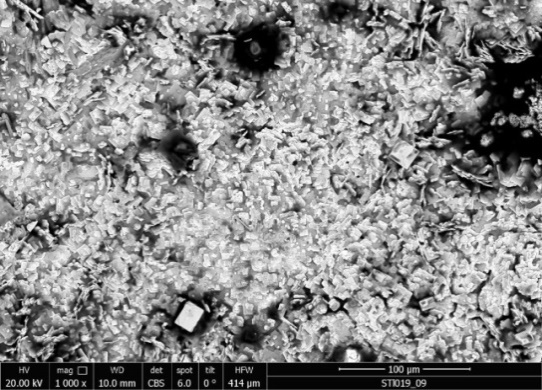 HV mag □ WD det spot tilt HFW 100 µm
20.00 kV 1 000 x 10.0 mm CBS 6.0 0 ° 414 µm STI019_09